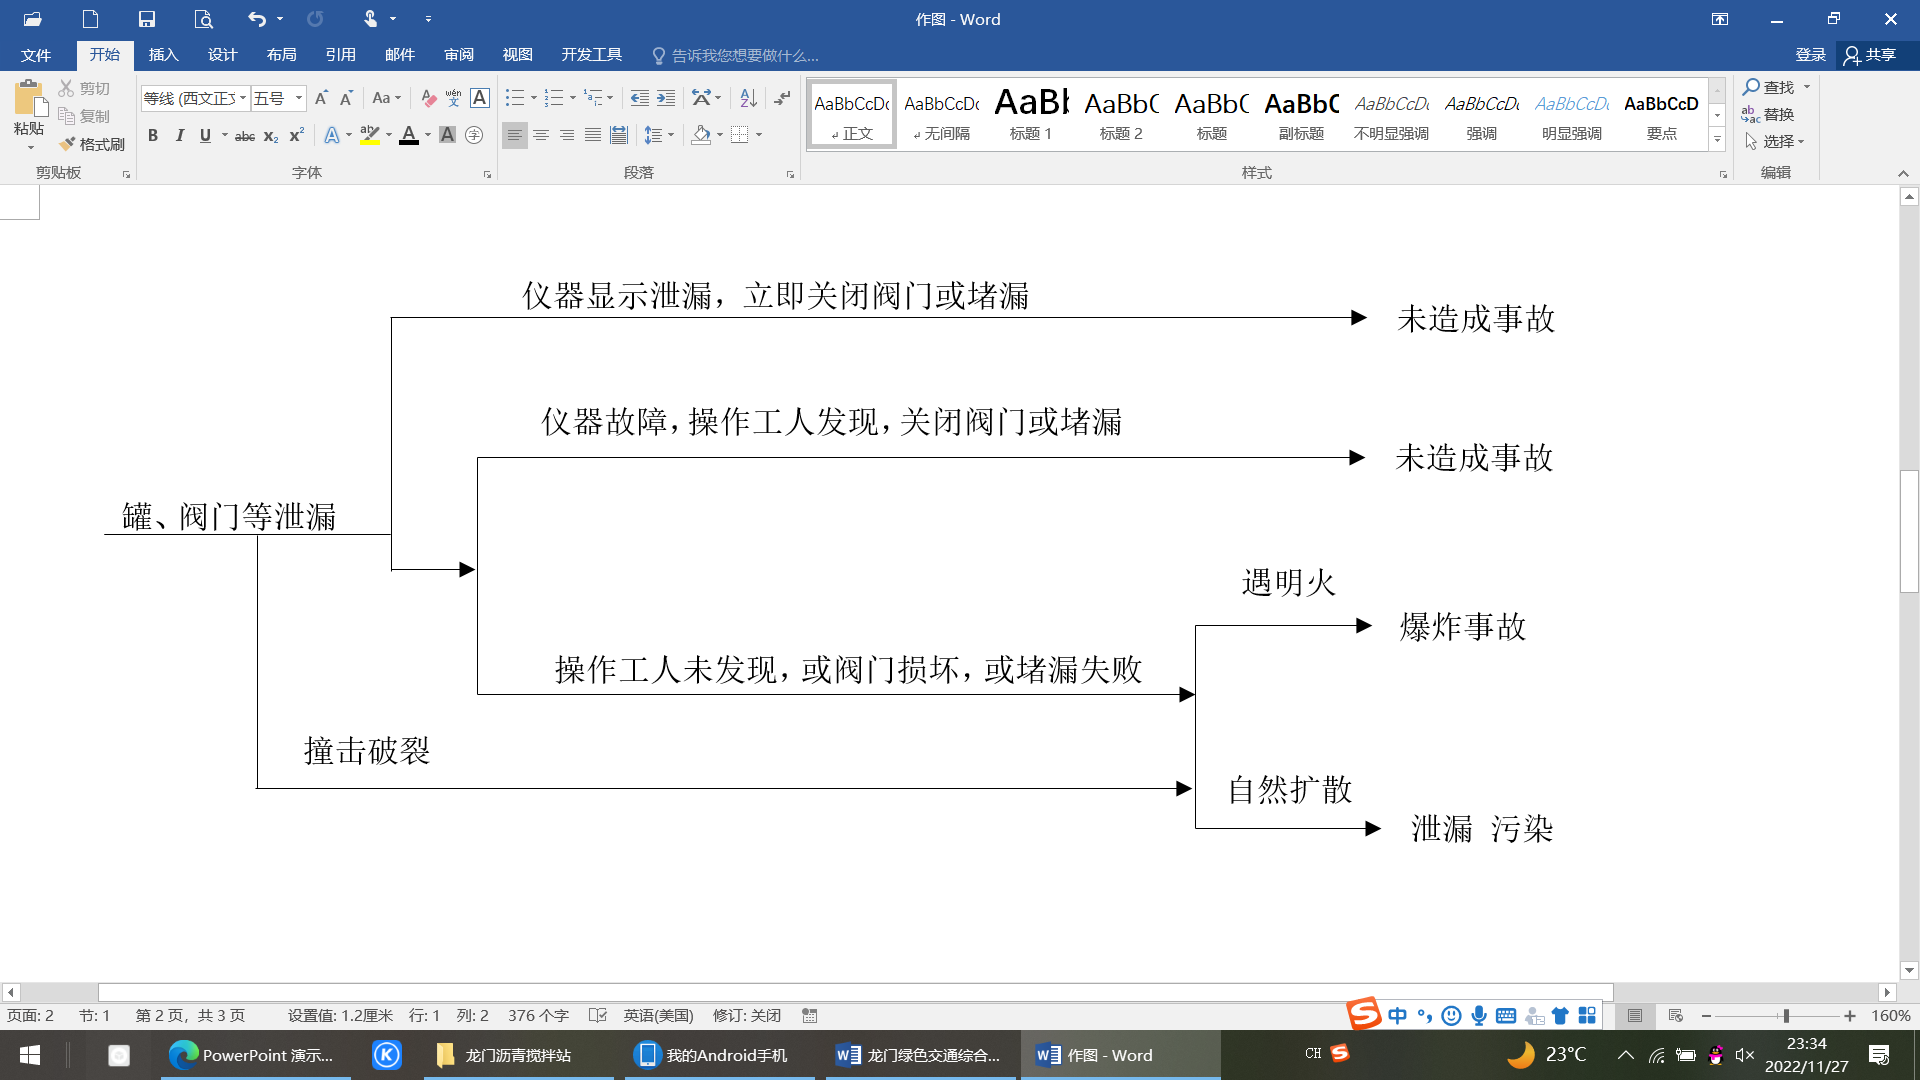 作图 - Word
文件 开始 插入 设计 布局 引用 邮件 审阅 视图 开发工具 告诉我您想要做什么... 登录 共享
粘贴 剪切 复制 格式刷
等线 (西文正文 五号
AaBbCcDc AaBbCcDc AaBb AaBbC AaBbC AaBbC AaBbCcDc AaBbCcDc AaBbCcDc AaBbCcD
正文 无间隔 标题 1 标题 2 标题 副标题 不明显强调 强调 明显强调 要点
查找 替换 选择
剪贴板 字体 段落 样式 编辑
仪器显示泄漏，立即关闭阀门或堵漏
未造成事故
仪器故障，操作工人发现，关闭阀门或堵漏
未造成事故
罐、阀门等泄漏
遇明火
爆炸事故
操作工人未发现，或阀门损坏，或堵漏失败
撞击破裂
自然扩散
泄漏 污染
页面: 2 节: 1 第 2 页，共 3 页 设置值: 1.2厘米 行: 1 列: 2 376 个字 英语(美国) 修订: 关闭 中 160%
PowerPoint 演示... 龙门沥青搅拌站 我的Android手机 龙门绿色交通综合... 作图 - Word CH 23°C 23:34
2022/11/27